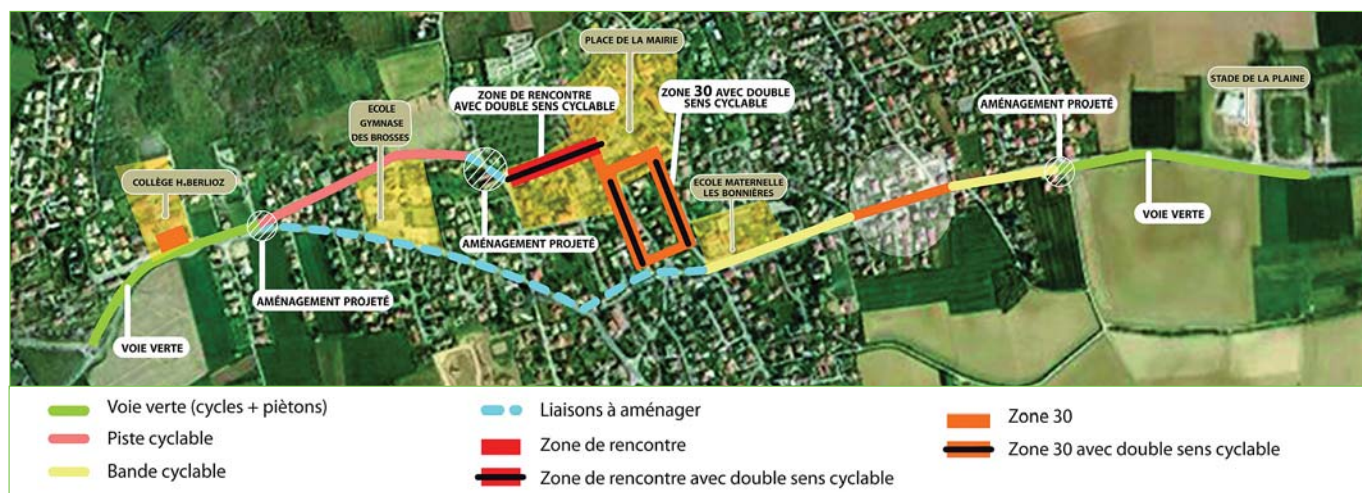 PLACE DE LA MAIRIE
ZONE DE RENCONTRE
AVEC DOUBLE SENS CYCLABLE
ZONE 30 AVEC DOUBLE
SENS CYCLABLE
STADE DE LA PLAINE
AMÉNAGEMENT PROJETÉ
ECOLE
GYMNASE
DES BROSSES
COLLÈGE H.BERLIOZ
ECOLE MATERNELLE
LES BONNIÈRES
VOIE VERTE
AMÉNAGEMENT PROJETÉ
AMÉNAGEMENT PROJETÉ
VOIE VERTE
Voie verte (cycles + piètons)
Piste cyclable
Bande cyclable
Liaisons à aménager
Zone de rencontre
Zone de rencontre avec double sens cyclable
Zone 30
Zone 30 avec double sens cyclable